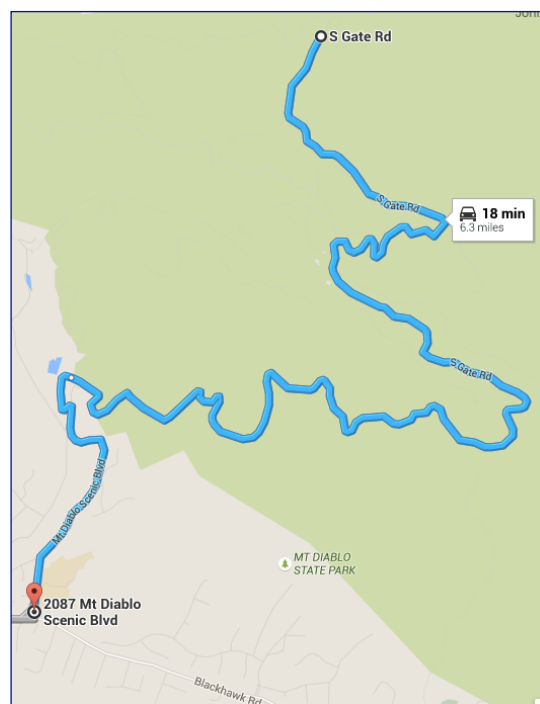 S Gate Rd
S Gate Rd
18 min
6.3 miles
S Gate Rd
Mt Diablo Scenic Blvd
MT DIABLO
STATE PARK
2087 Mt Diablo
Scenic Blvd
Blackhawk Rd